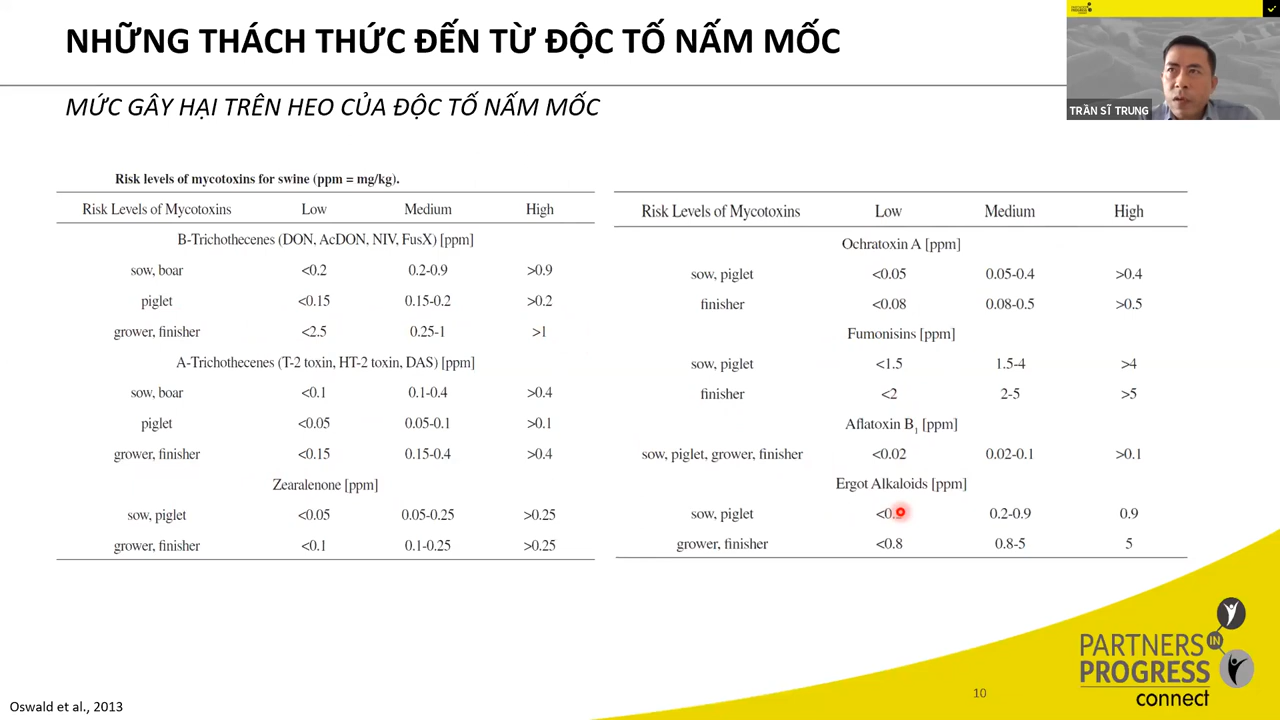 NHỮNG THÁCH THỨC ĐẾN TỪ ĐỘC TỐ NẤM MỐC
MỨC GÂY HẠI TRÊN HEO CỦA ĐỘC TỐ NẤM MỐC
TRẦN SĨ TRUNG
Risk levels of mycotoxins for swine (ppm = mg/kg).
Risk Levels of Mycotoxins Low Medium High
B-Trichothecenes (DON, AcDON, NIV, FusX) [ppm]
sow, boar <0.2 0.2-0.9 >0.9
piglet <0.15 0.15-0.2 >0.2
grower, finisher <2.5 0.25-1 >1
A-Trichothecenes (T-2 toxin, HT-2 toxin, DAS) [ppm]
sow, boar <0.1 0.1-0.4 >0.4
piglet <0.05 0.05-0.1 >0.1
grower, finisher <0.15 0.15-0.4 >0.4
Zearalenone [ppm]
sow, piglet <0.05 0.05-0.25 >0.25
grower, finisher <0.1 0.1-0.25 >0.25
Risk Levels of Mycotoxins Low Medium High
Ochratoxin A [ppm]
sow, piglet <0.05 0.05-0.4 >0.4
finisher <0.08 0.08-0.5 >0.5
Fumonisins [ppm]
sow, piglet <1.5 1.5-4 >4
finisher <2 2-5 >5
Aflatoxin B1 [ppm]
sow, piglet, grower, finisher <0.02 0.02-0.1 >0.1
Ergot Alkaloids [ppm]
sow, piglet 0.2-0.9 0.9
grower, finisher <0.8 0.8-5 5
PARTNERS IN
PROGRESS
connect
10
Oswald et al., 2013